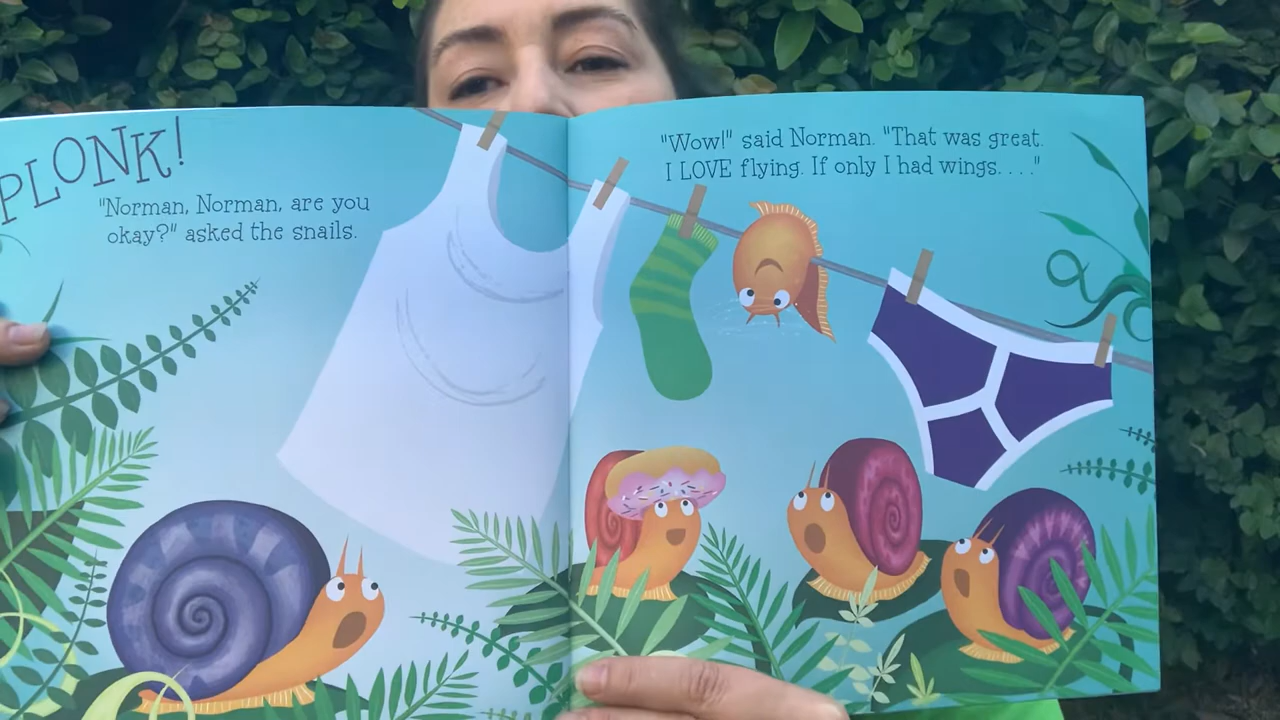 PLONK!
"Norman, Norman, are you
okay?" asked the snails.
"Wow!" said Norman. "That was great.
I LOVE flying. If only I had wings. . . ."